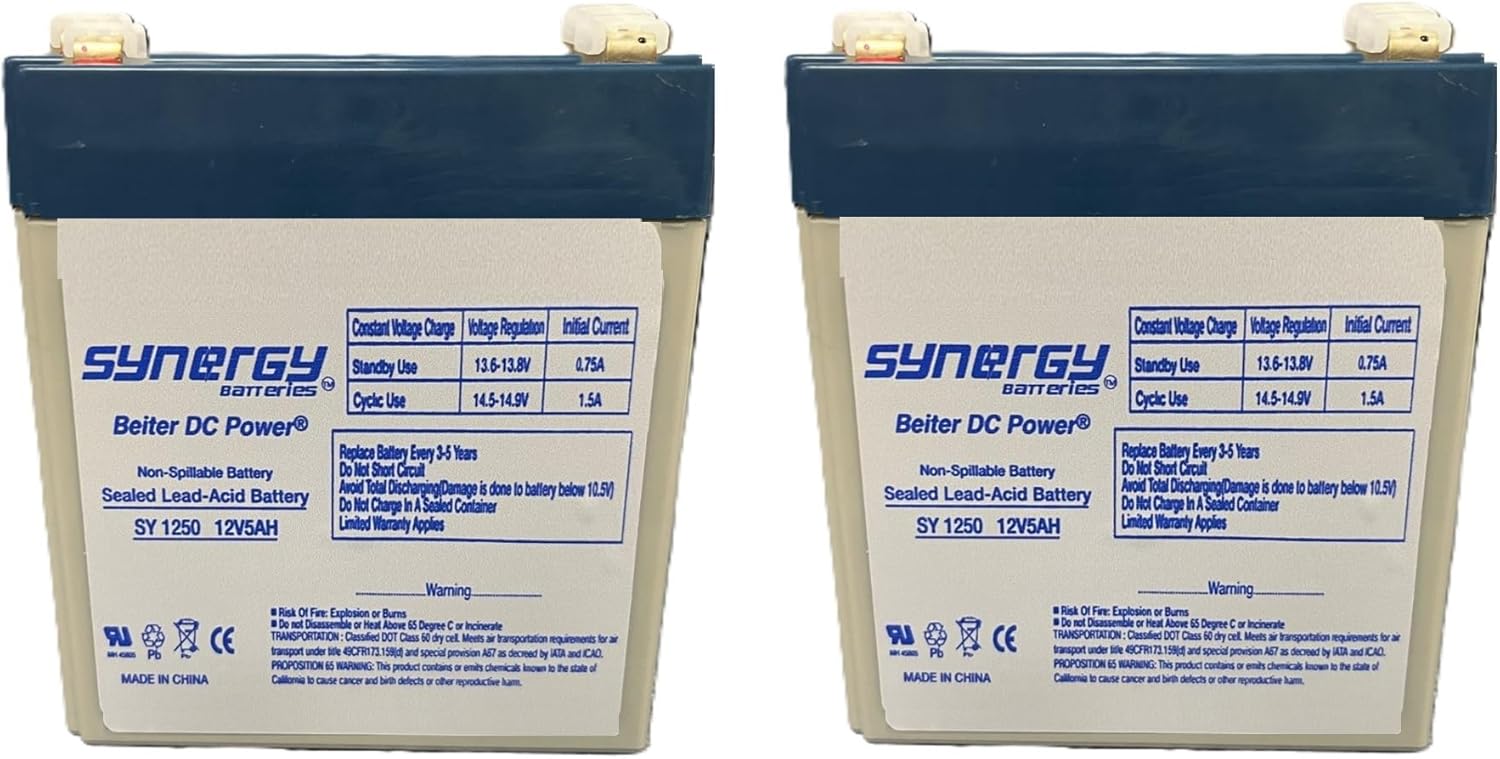 Constant Voltage Charge Voltage Regulation Initial Current
Standby Use 13.6-13.8V 0.75A
Cyclic Use 14.5-14.9V 1.5A
synergy
Batteries TM
Beiter DC Power®
Non-Spillable Battery
Sealed Lead-Acid Battery
SY 1250 12V5AH
Replace Battery Every 3-5 Years
Do Not Short Circuit
Avoid Total Discharging(Damage is done to battery below 10.5V)
Do Not Charge In A Sealed Container
Limited Warranty Applies
Warning
Risk Of Fire: Explosion or Burns
Do not Disassemble or Heat Above 65 Degree C or Incinerate
TRANSPORTATION : Classified DOT Class 60 dry cell. Meets air transportation requirements for air
transport under title 49CFR173.159(d) and special provision A67 as decreed by IATA and ICAO.
PROPOSITION 65 WARNING: This product contains or emits chemicals known to the state of
California to cause cancer and birth defects or other reproductive harm.
Pb
CE
MADE IN CHINA
Constant Voltage Charge Voltage Regulation Initial Current
Standby Use 13.6-13.8V 0.75A
Cyclic Use 14.5-14.9V 1.5A
synergy
Batteries TM
Beiter DC Power®
Non-Spillable Battery
Sealed Lead-Acid Battery
SY 1250 12V5AH
Replace Battery Every 3-5 Years
Do Not Short Circuit
Avoid Total Discharging(Damage is done to battery below 10.5V)
Do Not Charge In A Sealed Container
Limited Warranty Applies
Warning
Risk Of Fire: Explosion or Burns
Do not Disassemble or Heat Above 65 Degree C or Incinerate
TRANSPORTATION : Classified DOT Class 60 dry cell. Meets air transportation requirements for air
transport under title 49CFR173.159(d) and special provision A67 as decreed by IATA and ICAO.
PROPOSITION 65 WARNING: This product contains or emits chemicals known to the state of
California to cause cancer and birth defects or other reproductive harm.
Pb
CE
MADE IN CHINA